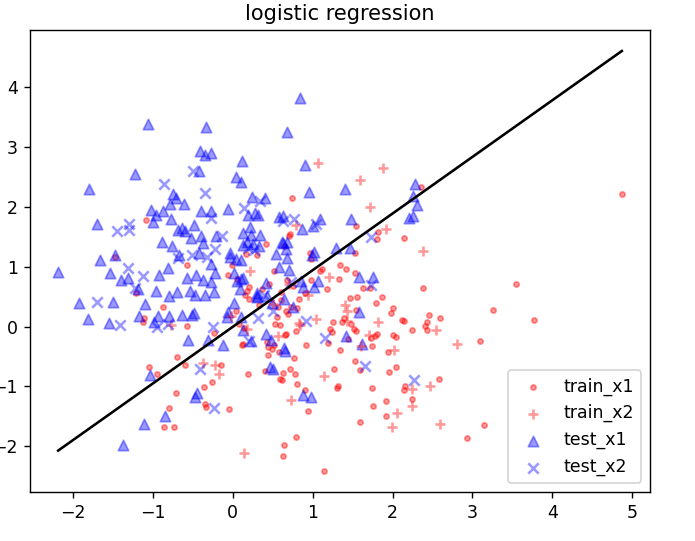 logistic regression
4
3
2
1
0
−1
−2
−2 −1 0 1 2 3 4 5
train_x1
train_x2
test_x1
test_x2